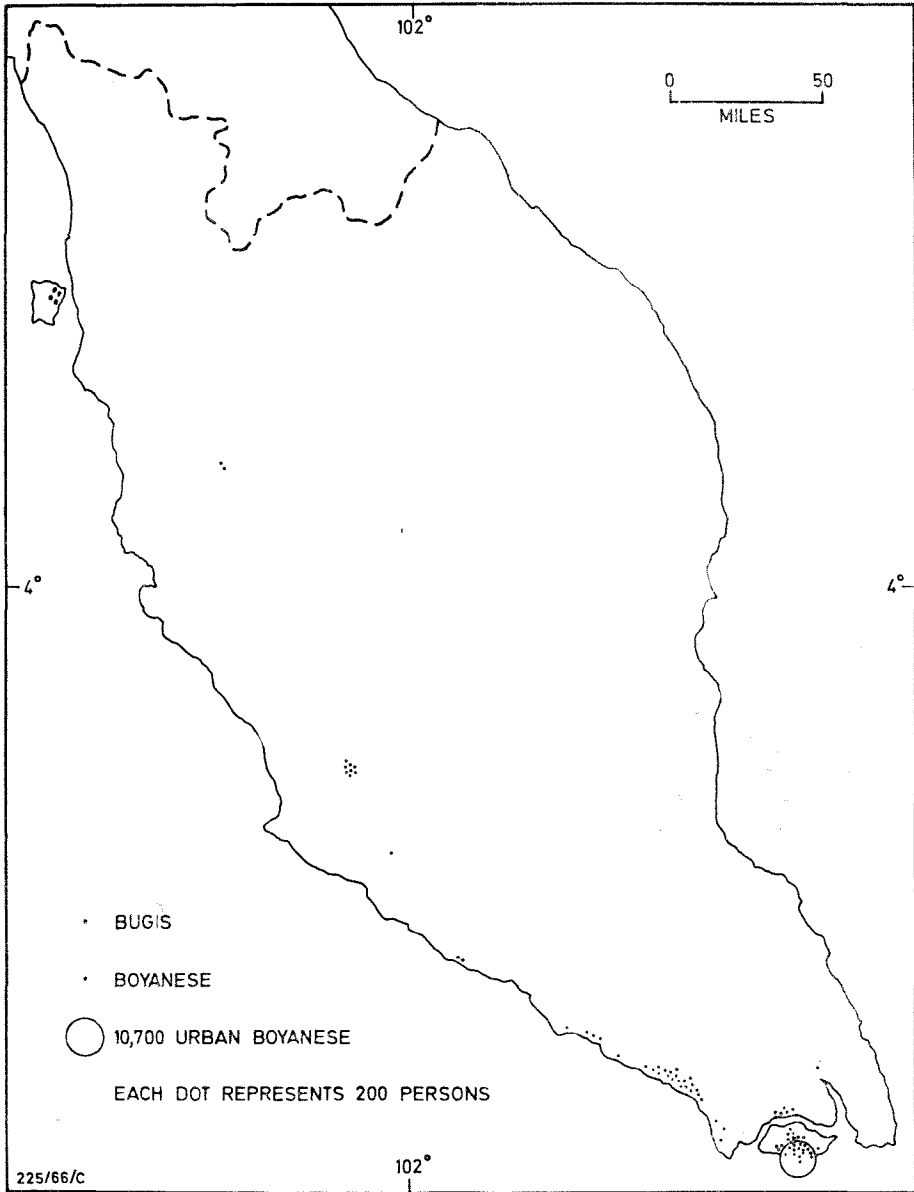 102°
0 50
MILES
4° 4°
• BUGIS
• BOYANESE
10,700 URBAN BOYANESE
EACH DOT REPRESENTS 200 PERSONS
102°
225/66/C